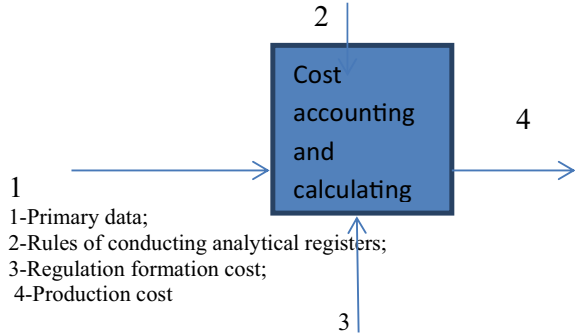 2
Cost
accounting
and
calculating
4
1
1-Primary data;
2-Rules of conducting analytical registers;
3-Regulation formation cost;
4-Production cost
3